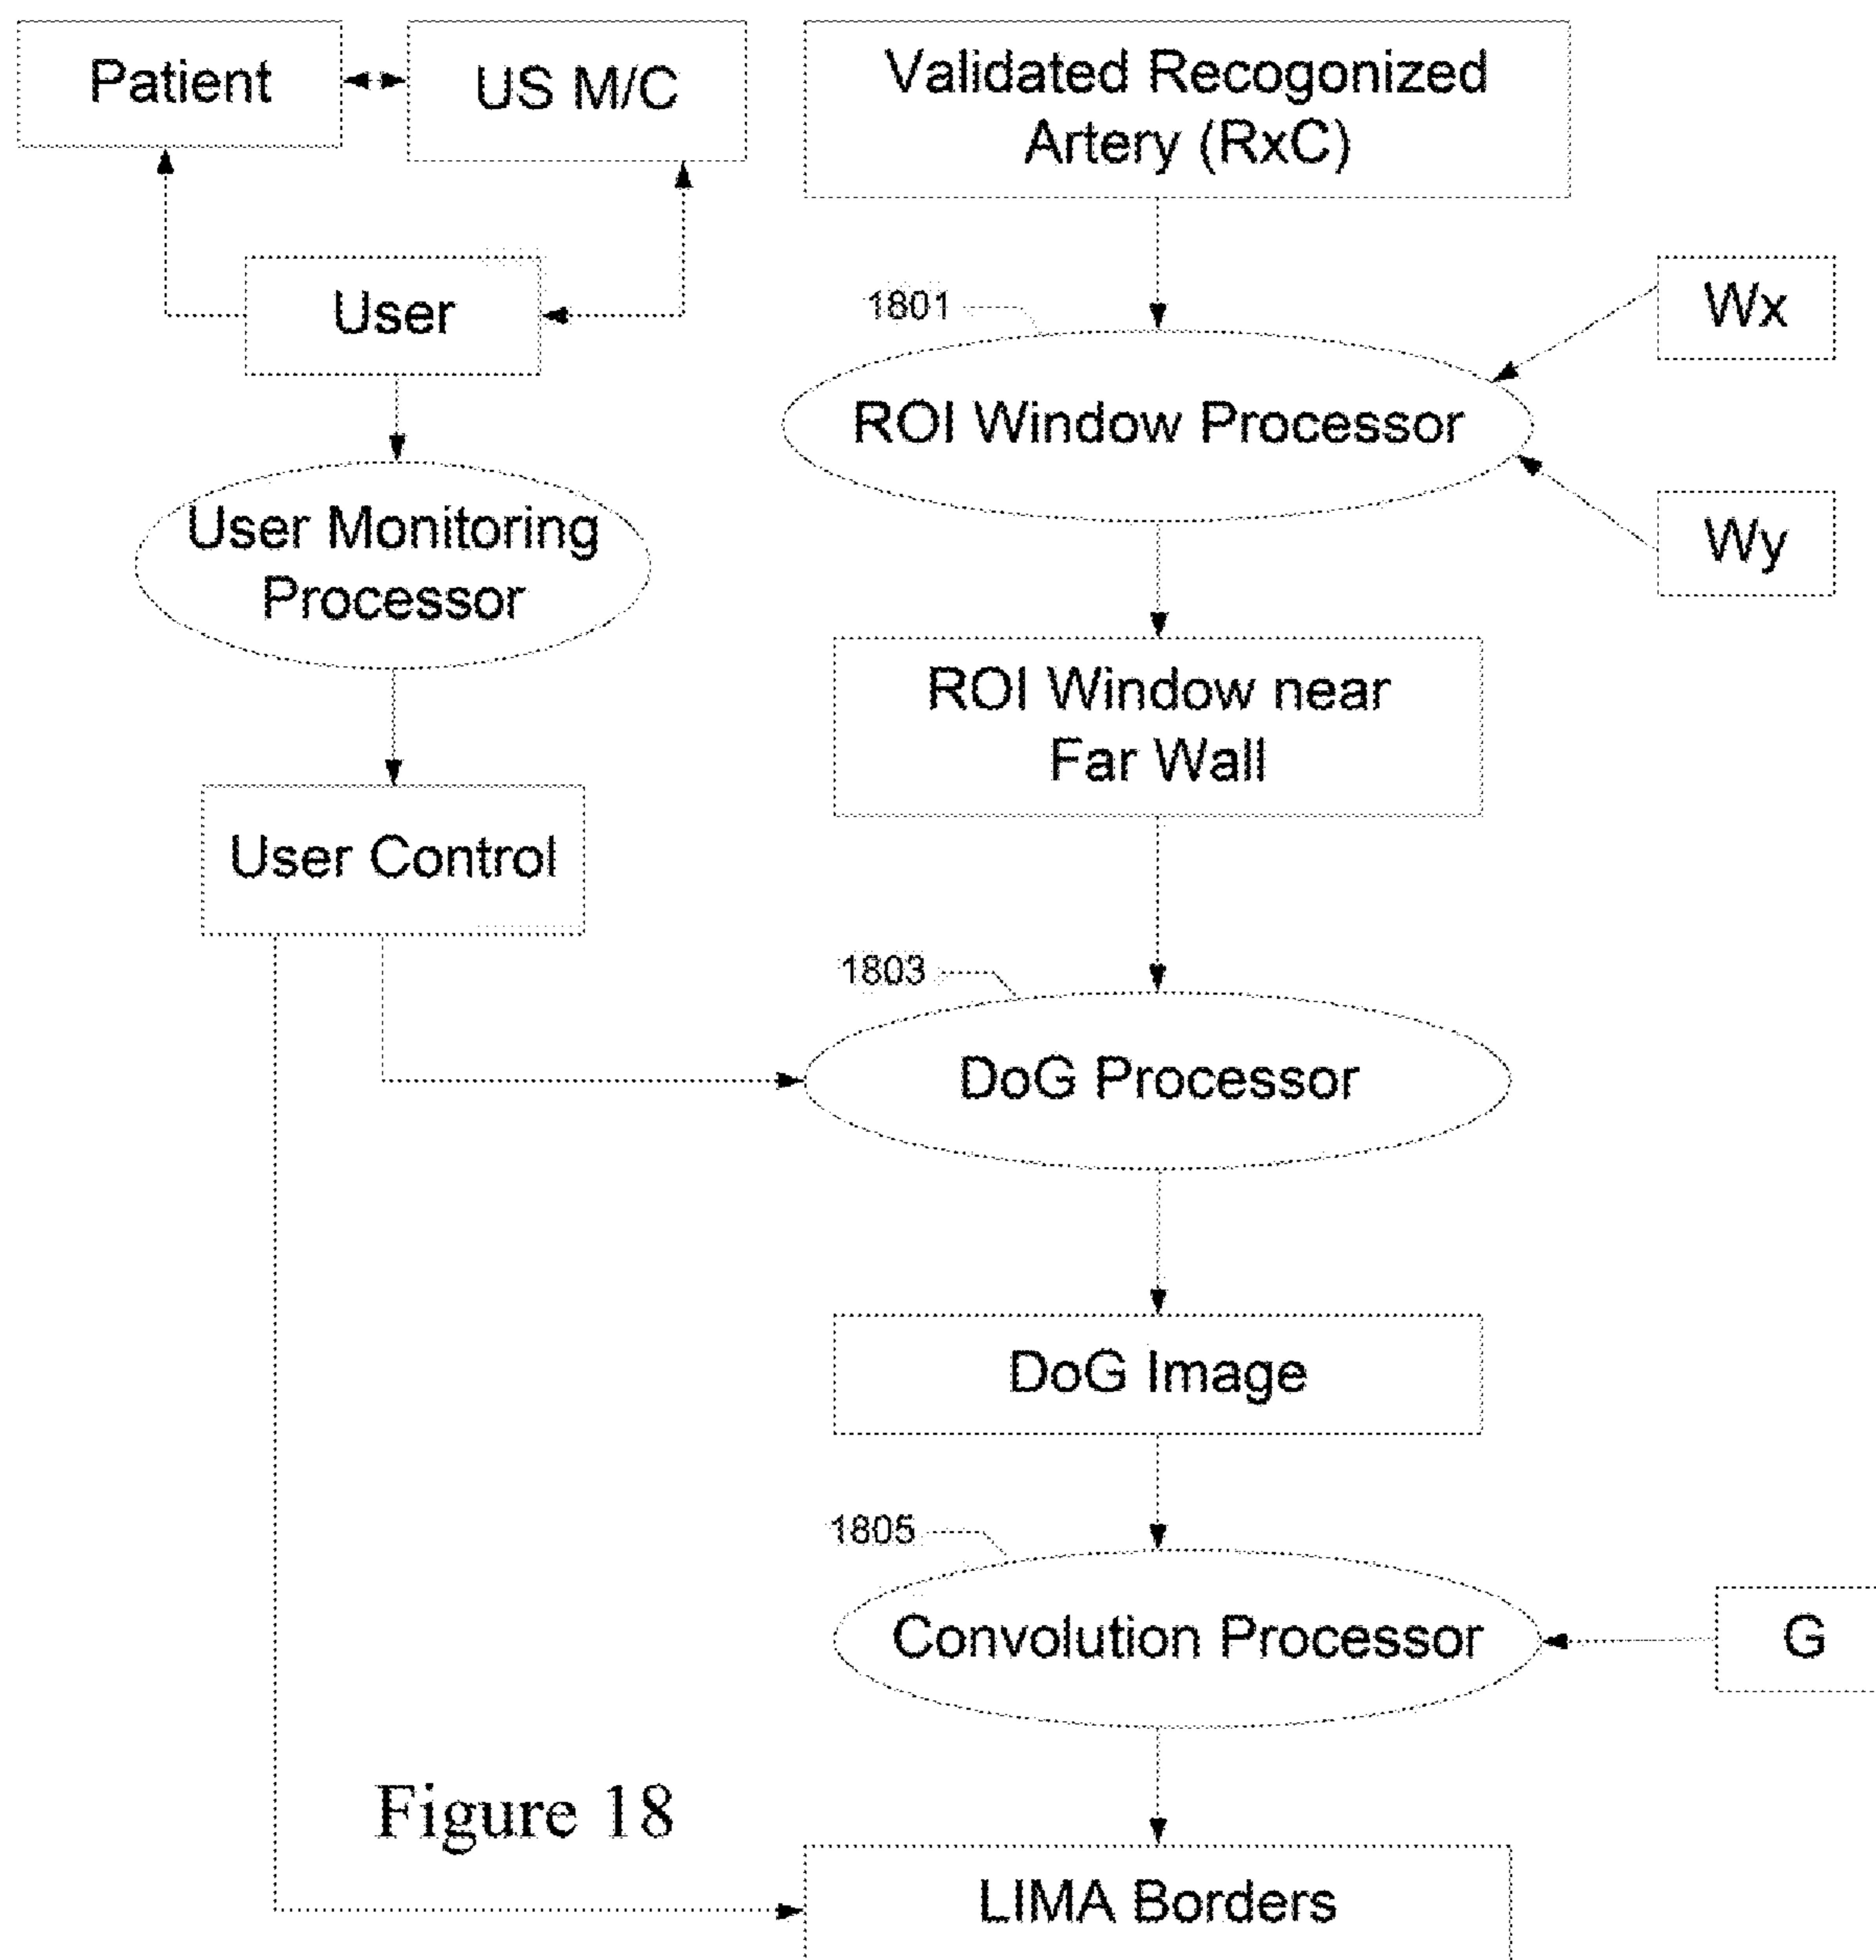 Patient
US M/C
Validated Recogonized
Artery (RxC)
User
1801
Wx
ROI Window Processor
Wy
User Monitoring
Processor
ROI Window near
Far Wall
User Control
1803
DoG Processor
DoG Image
1805
Convolution Processor
G
Figure 18
LIMA Borders